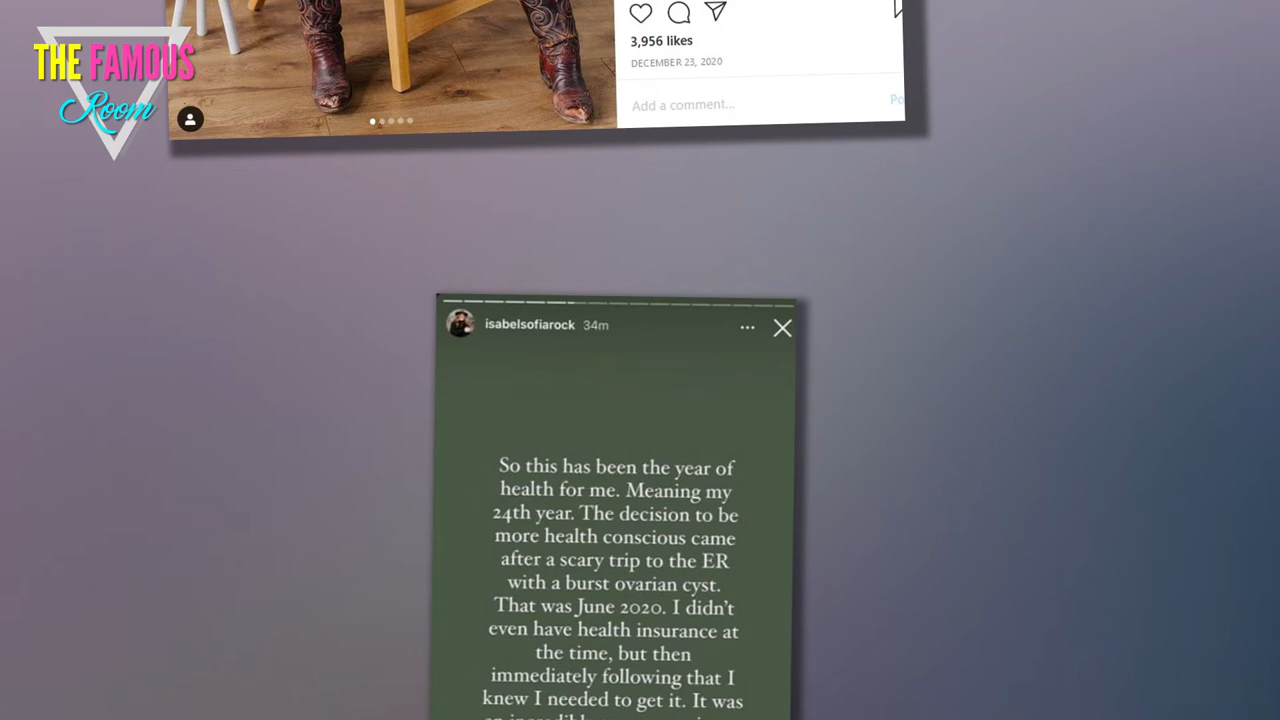 THE FAMOUS
Room
3,956 likes
DECEMBER 23, 2020
Add a comment...
isabelsofiarock 34m
So this has been the year of
health for me. Meaning my
24th year. The decision to be
more health conscious came
after a scary trip to the ER
with a burst ovarian cyst.
That was June 2020. I didn't
even have health insurance at
the time, but then
immediately following that I
knew I needed to get it. It was